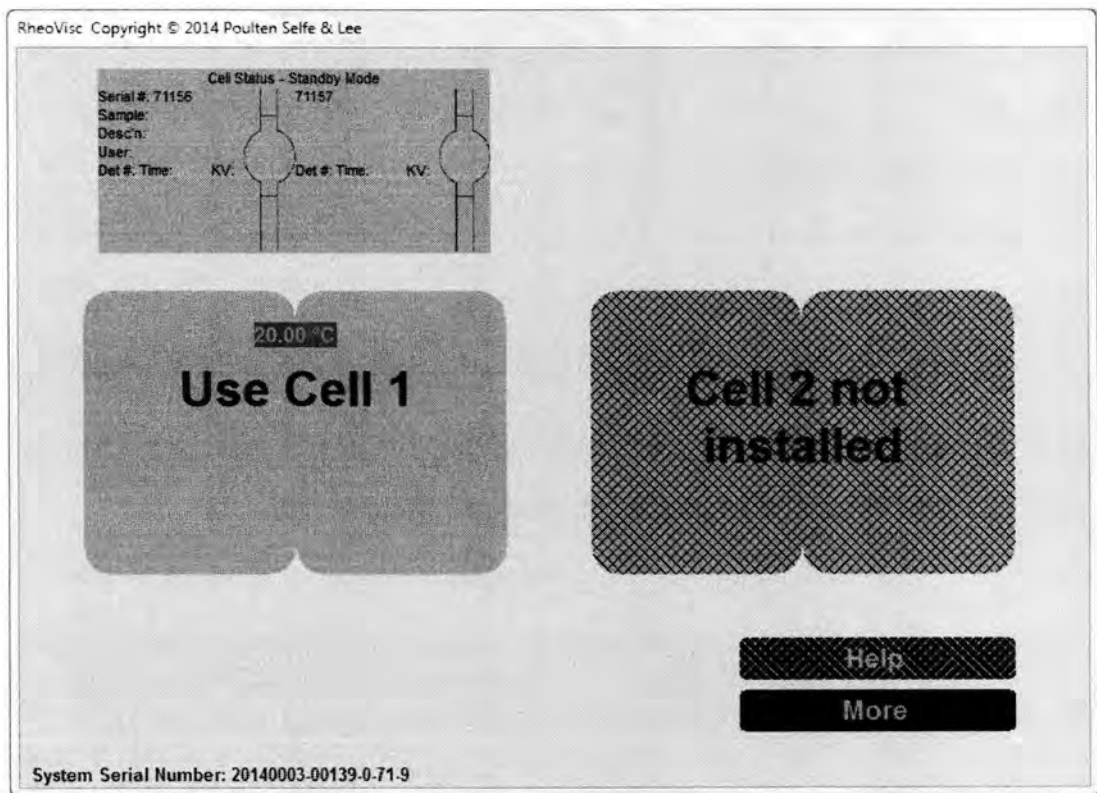 RheoVisc Copyright © 2014 Poulten Selfe & Lee
Cell Status - Standby Mode
Serial #: 71156 71157
Sample:
Desc'n:
User:
Det #: Time: KV: Det #: Time: KV:
20.00 °C
Use Cell 1
Cell 2 not
installed
Help
More
System Serial Number: 20140003-00139-0-71-9